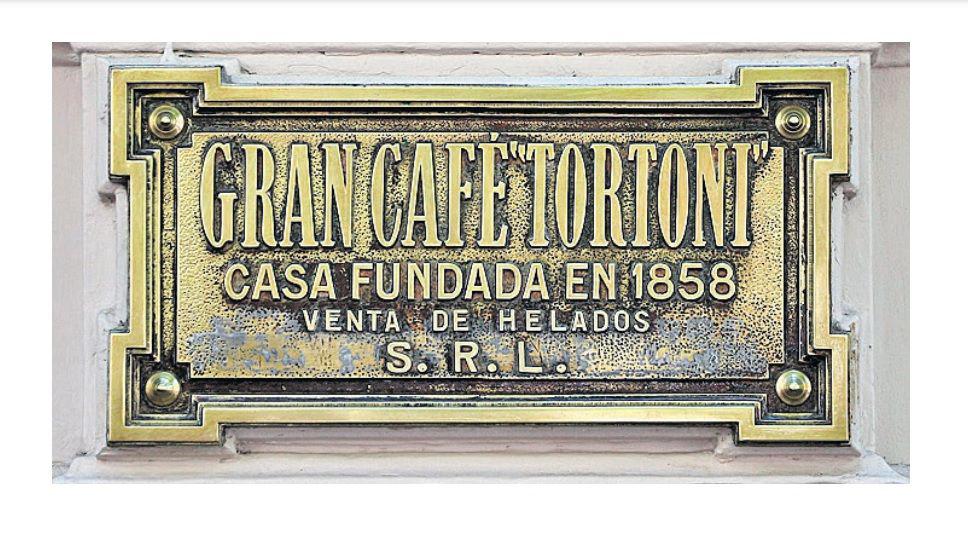 GRAN CAFÉ "TORTONI"
CASA FUNDADA EN 1858
VENTA DE HELADOS
S. R. L.